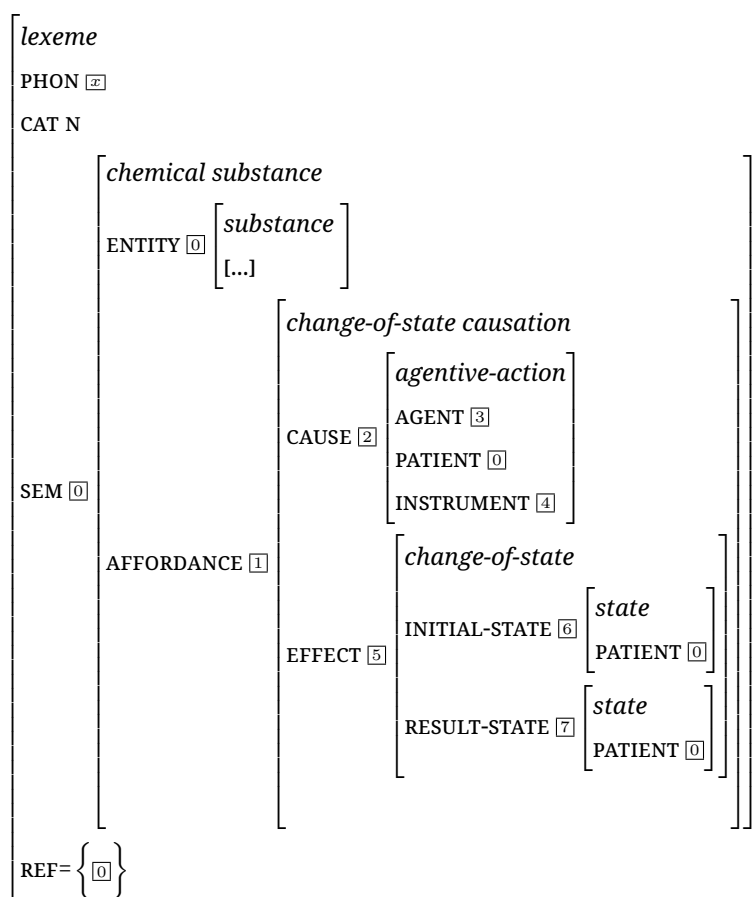 lexeme
PHON x
CAT N
SEM 0
chemical substance
ENTITY 0
substance
[...]
AFFORDANCE 1
change-of-state causation
CAUSE 2
agentive-action
AGENT 3
PATIENT 0
INSTRUMENT 4
EFFECT 5
change-of-state
INITIAL-STATE 6
state
PATIENT 0
RESULT-STATE 7
state
PATIENT 0
REF= { 0 }